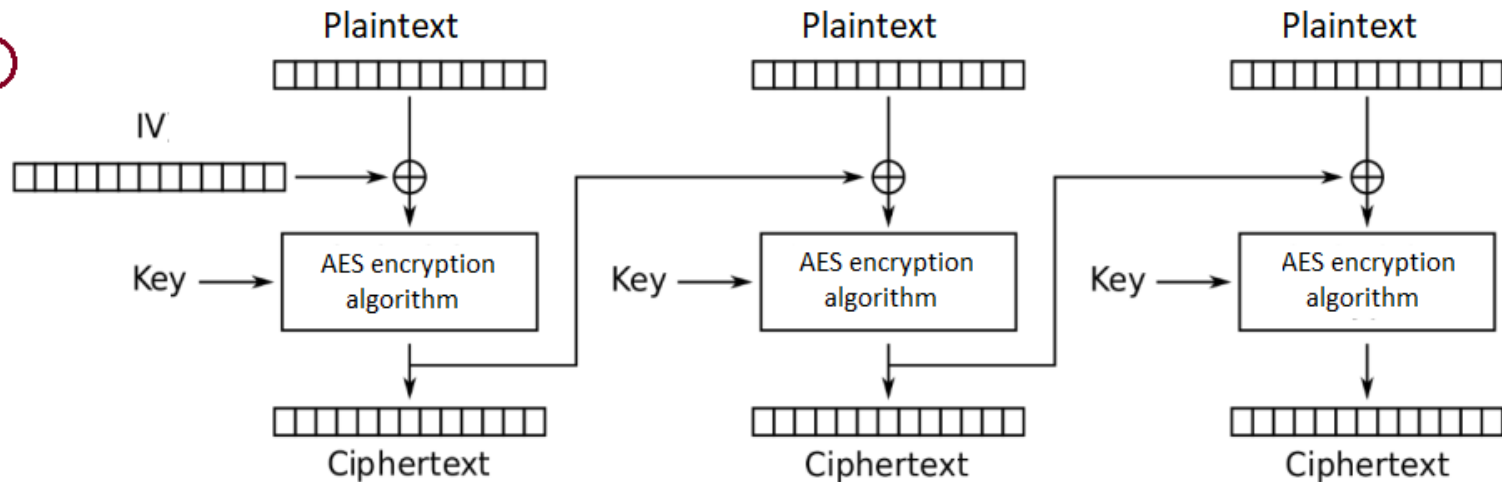 Plaintext
Plaintext
Plaintext
IV
Key
AES encryption
algorithm
Key
AES encryption
algorithm
Key
AES encryption
algorithm
Ciphertext
Ciphertext
Ciphertext